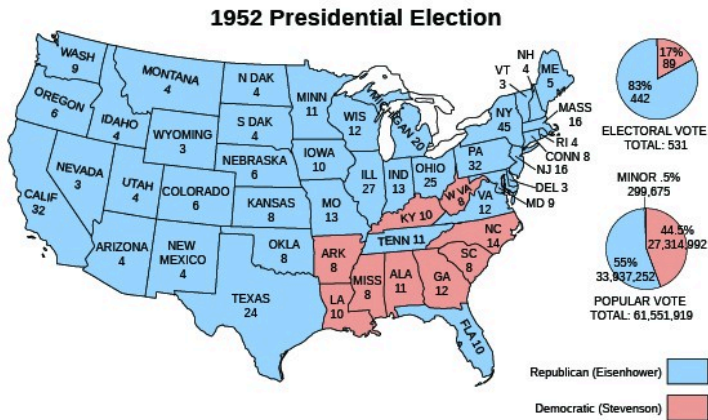 1952 Presidential Election
WASH
9
OREGON
6
CALIF
32
NEVADA
3
IDAHO
4
MONTANA
4
WYOMING
3
UTAH
4
COLORADO
6
ARIZONA
4
NEW
MEXICO
4
N DAK
4
S DAK
4
NEBRASKA
6
KANSAS
8
OKLA
8
TEXAS
24
MINN
11
IOWA
10
MO
13
ARK
8
LA
10
WIS
12
ILL
27
MICHIGAN 20
IND
13
OHIO
25
KY 10
TENN 11
MISS
8
ALA
11
GA
12
FLA 10
SC
8
NC
14
VA
12
W VA
8
PA
32
NY
45
VT
3
NH
4
ME
5
MASS
16
RI 4
CONN 8
NJ 16
DEL 3
MD 9
17%
89
83%
442
ELECTORAL VOTE
TOTAL: 531
MINOR .5%
299,675
44.5%
27,314,992
55%
33,937,252
POPULAR VOTE
TOTAL: 61,551,919
Republican (Eisenhower)
Democratic (Stevenson)